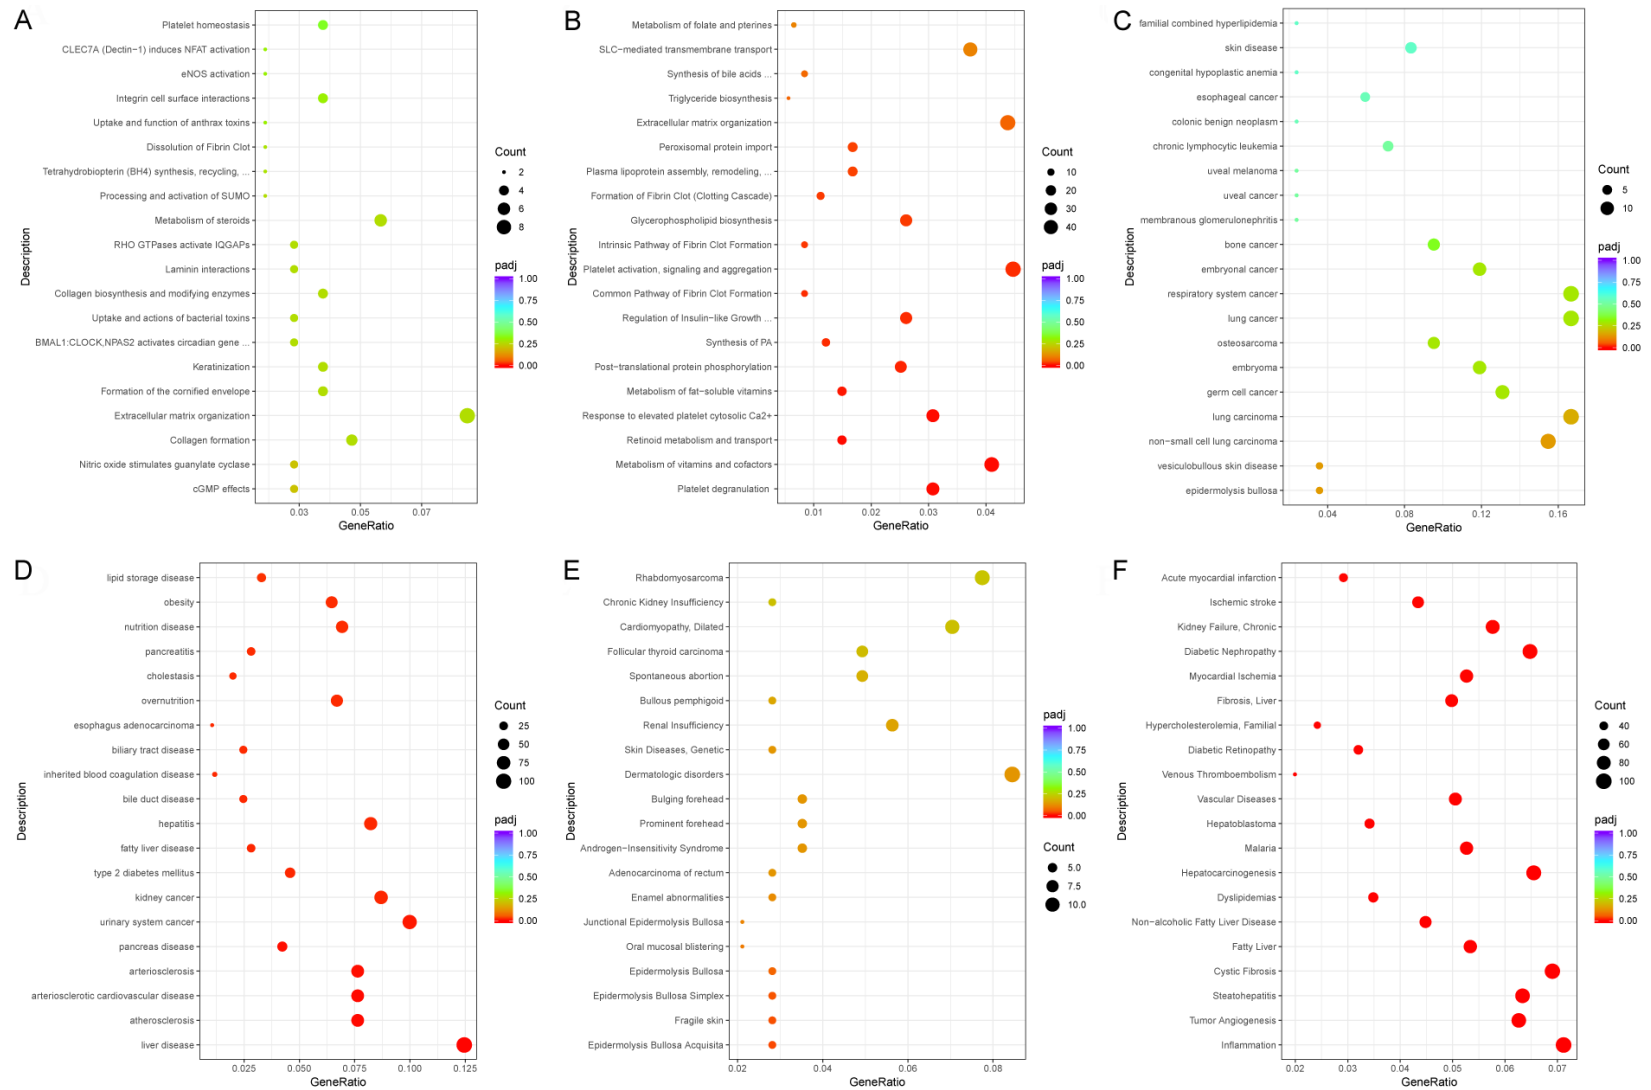 A
Platelet homeostasis
CLEC7A (Dectin−1) induces NFAT activation
eNOS activation
Integrin cell surface interactions
Uptake and function of anthrax toxins
Dissolution of Fibrin Clot
Tetrahydrobiopterin (BH4) synthesis, recycling, ...
Processing and activation of SUMO
Metabolism of steroids
RHO GTPases activate IQGAPs
Laminin interactions
Collagen biosynthesis and modifying enzymes
Uptake and actions of bacterial toxins
BMAL1:CLOCK,NPAS2 activates circadian gene ...
Keratinization
Formation of the cornified envelope
Extracellular matrix organization
Collagen formation
Nitric oxide stimulates guanylate cyclase
cGMP effects
Description
0.03 0.05 0.07
GeneRatio
Count
2
4
6
8
padj
1.00
0.75
0.50
0.25
0.00
B
Metabolism of folate and pterines
SLC−mediated transmembrane transport
Synthesis of bile acids ...
Triglyceride biosynthesis
Extracellular matrix organization
Peroxisomal protein import
Plasma lipoprotein assembly, remodeling, ...
Formation of Fibrin Clot (Clotting Cascade)
Glycerophospholipid biosynthesis
Intrinsic Pathway of Fibrin Clot Formation
Platelet activation, signaling and aggregation
Common Pathway of Fibrin Clot Formation
Regulation of Insulin−like Growth ...
Synthesis of PA
Post−translational protein phosphorylation
Metabolism of fat−soluble vitamins
Response to elevated platelet cytosolic Ca2+
Retinoid metabolism and transport
Metabolism of vitamins and cofactors
Platelet degranulation
Description
0.01 0.02 0.03 0.04
GeneRatio
Count
10
20
30
40
padj
1.00
0.75
0.50
0.25
0.00
C
familial combined hyperlipidemia
skin disease
congenital hypoplastic anemia
esophageal cancer
colonic benign neoplasm
chronic lymphocytic leukemia
uveal melanoma
uveal cancer
membranous glomerulonephritis
bone cancer
embryonal cancer
respiratory system cancer
lung cancer
osteosarcoma
embryoma
germ cell cancer
lung carcinoma
non−small cell lung carcinoma
vesiculobullous skin disease
epidermolysis bullosa
Description
0.04 0.08 0.12 0.16
GeneRatio
Count
5
10
padj
1.00
0.75
0.50
0.25
0.00
D
lipid storage disease
obesity
nutrition disease
pancreatitis
cholestasis
overnutrition
esophagus adenocarcinoma
biliary tract disease
inherited blood coagulation disease
bile duct disease
hepatitis
fatty liver disease
type 2 diabetes mellitus
kidney cancer
urinary system cancer
pancreas disease
arteriosclerosis
arteriosclerotic cardiovascular disease
atherosclerosis
liver disease
Description
0.025 0.050 0.075 0.100 0.125
GeneRatio
Count
25
50
75
100
padj
1.00
0.75
0.50
0.25
0.00
E
Rhabdomyosarcoma
Chronic Kidney Insufficiency
Cardiomyopathy, Dilated
Follicular thyroid carcinoma
Spontaneous abortion
Bullous pemphigoid
Renal Insufficiency
Skin Diseases, Genetic
Dermatologic disorders
Bulging forehead
Prominent forehead
Androgen−Insensitivity Syndrome
Adenocarcinoma of rectum
Enamel abnormalities
Junctional Epidermolysis Bullosa
Oral mucosal blistering
Epidermolysis Bullosa
Epidermolysis Bullosa Simplex
Fragile skin
Epidermolysis Bullosa Acquisita
Description
0.02 0.04 0.06 0.08
GeneRatio
padj
1.00
0.75
0.50
0.25
0.00
Count
5.0
7.5
10.0
F
Acute myocardial infarction
Ischemic stroke
Kidney Failure, Chronic
Diabetic Nephropathy
Myocardial Ischemia
Fibrosis, Liver
Hypercholesterolemia, Familial
Diabetic Retinopathy
Venous Thromboembolism
Vascular Diseases
Hepatoblastoma
Malaria
Hepatocarcinogenesis
Dyslipidemias
Non−alcoholic Fatty Liver Disease
Fatty Liver
Cystic Fibrosis
Steatohepatitis
Tumor Angiogenesis
Inflammation
Description
0.02 0.03 0.04 0.05 0.06 0.07
GeneRatio
Count
40
60
80
100
padj
1.00
0.75
0.50
0.25
0.00